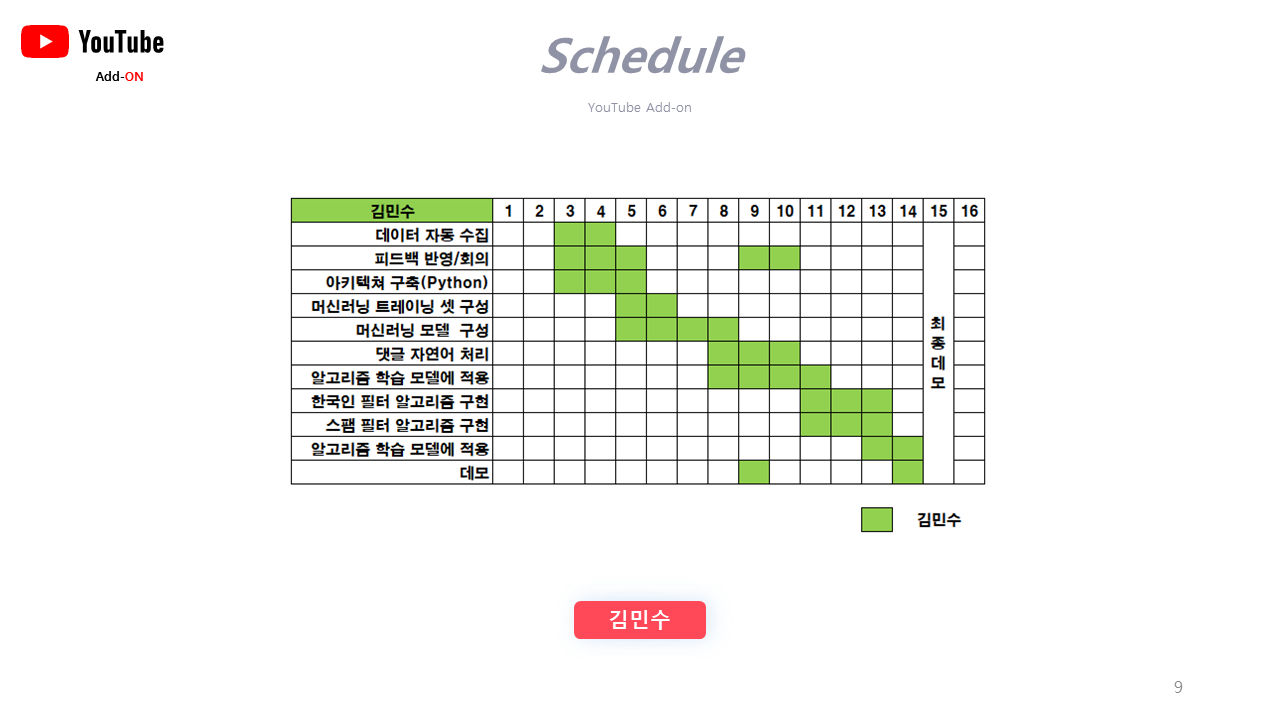 YouTube
Add-ON
Schedule
YouTube Add-on
김민수 1 2 3 4 5 6 7 8 9 10 11 12 13 14 15 16
데이터 자동 수집
피드백 반영/회의
아키텍쳐 구축(Python)
머신러닝 트레이닝 셋 구성
머신러닝 모델 구성
댓글 자연어 처리
알고리즘 학습 모델에 적용
한국인 필터 알고리즘 구현
스팸 필터 알고리즘 구현
알고리즘 학습 모델에 적용
데모
최
종
데
모
김민수
김민수
9